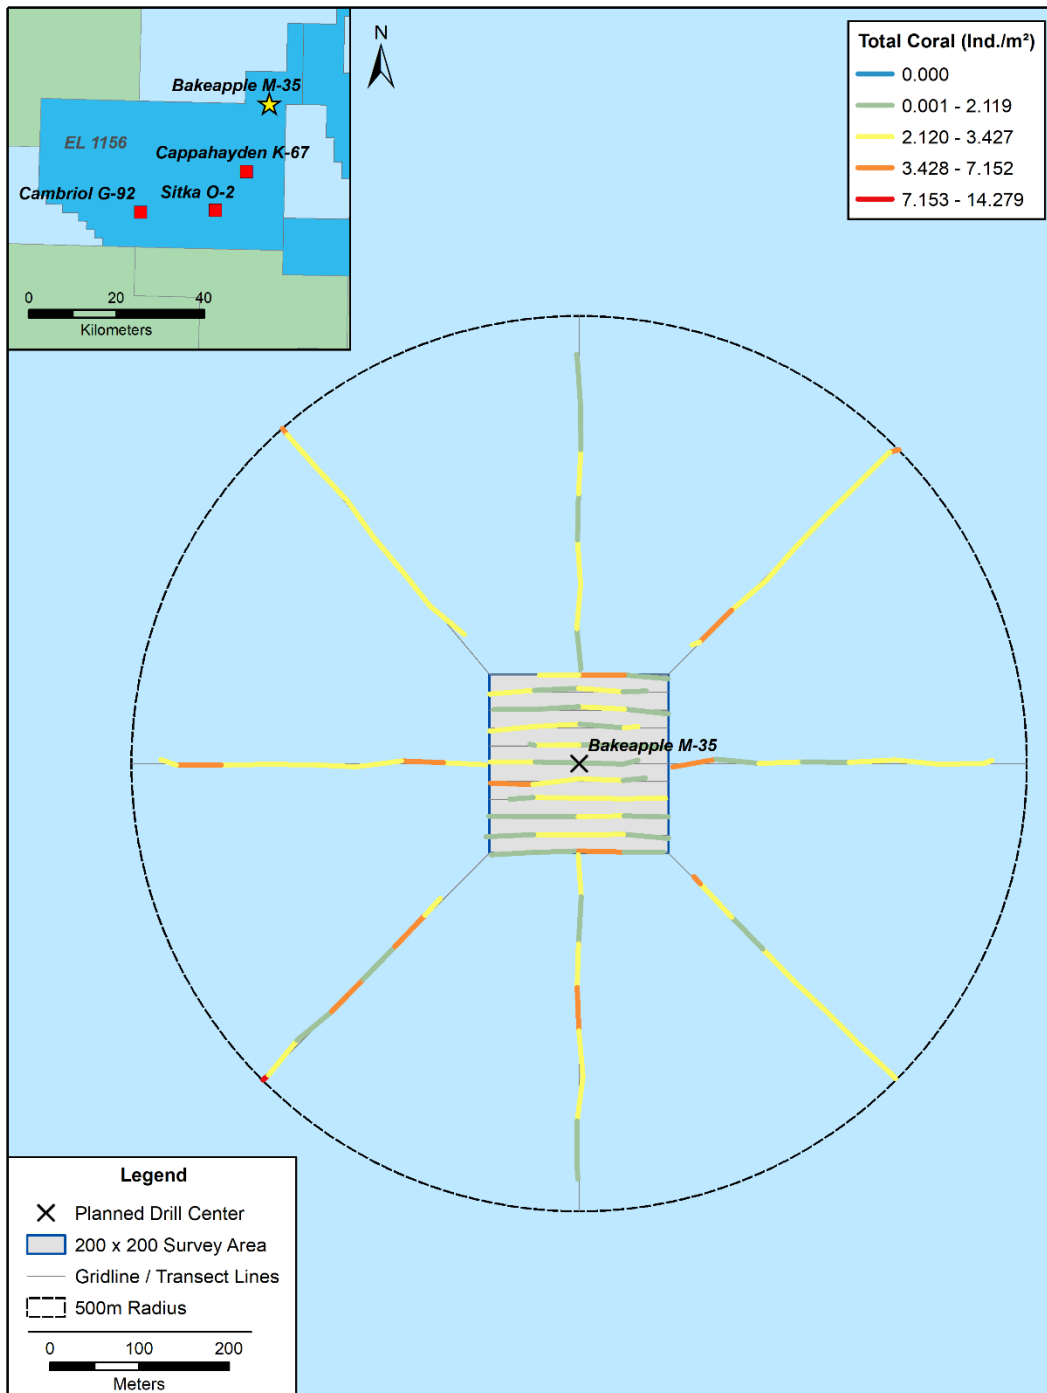 Bakeapple M-35
EL 1156
Cappahayden K-67
Cambriol G-92
Sitka O-2
0 20 40
Kilometers
N
Total Coral (Ind./m²)
0.000
0.001 - 2.119
2.120 - 3.427
3.428 - 7.152
7.153 - 14.279
Bakeapple M-35
Legend
Planned Drill Center
200 x 200 Survey Area
Gridline / Transect Lines
500m Radius
0 100 200
Meters